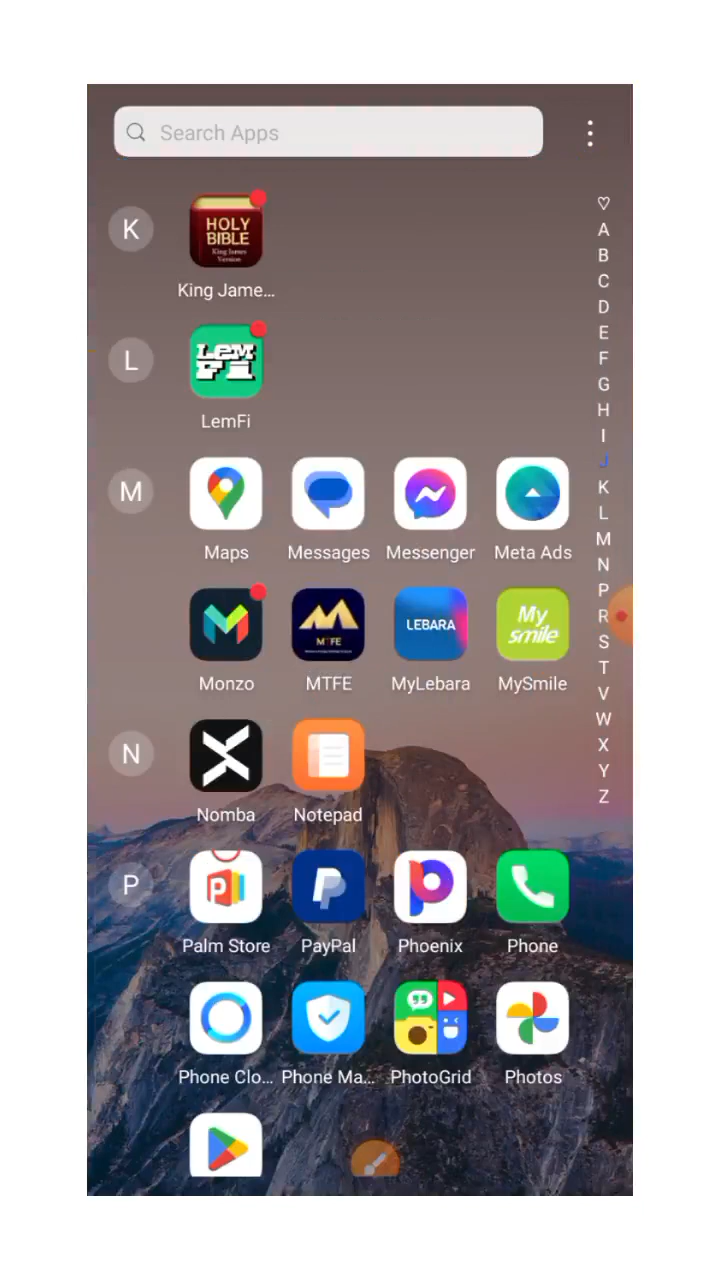 Search Apps
♡
A
B
C
D
E
F
G
H
I
J
K
L
M
N
P
R
S
T
V
W
X
Y
Z
K
HOLY
BIBLE
King James
Version
King Jame...
L
LemFi
LemFi
M
Maps
Messages
Messenger
Meta Ads
MTFE
LEBARA
My
smile
Monzo
MTFE
MyLebara
MySmile
N
Nomba
Notepad
P
Palm Store
PayPal
Phoenix
Phone
Phone Clo...
Phone Ma...
PhotoGrid
Photos